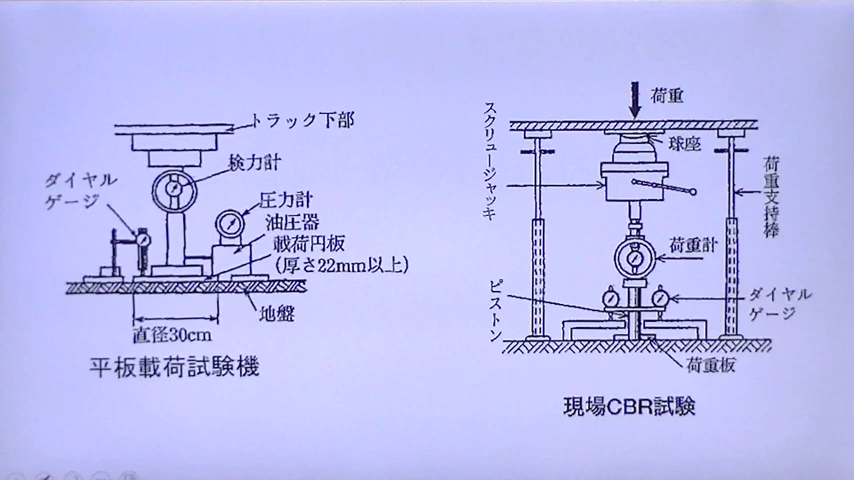 トラック下部
検力計
ダイヤル
ゲージ
圧力計
油圧器
載荷円板
(厚さ22mm以上)
地盤
直径30cm
平板載荷試験機
荷重
球座
スクリュージャッキ
荷重支持棒
荷重計
ピストン
ダイヤル
ゲージ
荷重板
現場CBR試験